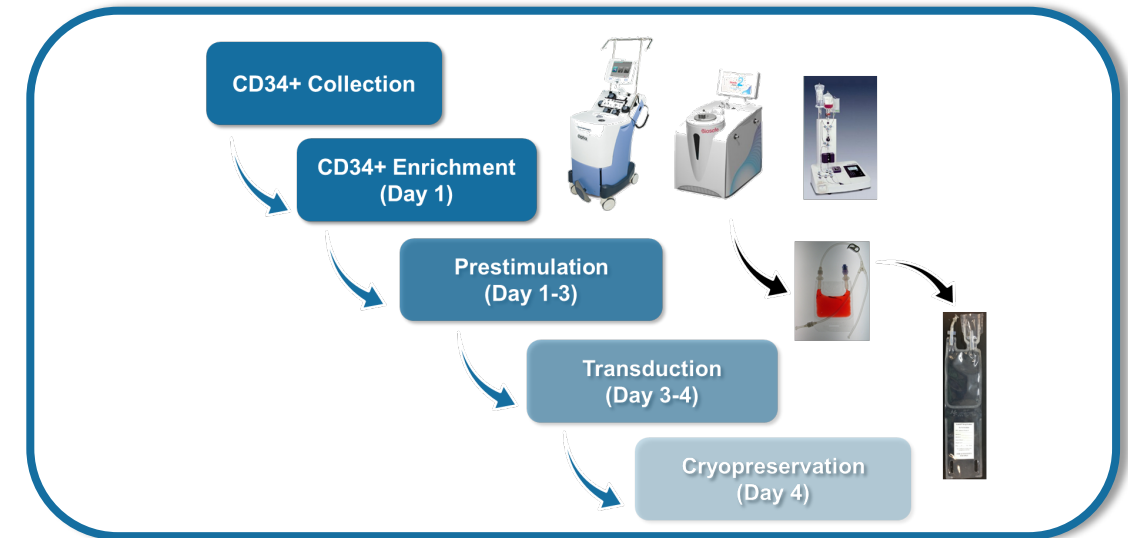 CD34+ Collection
CD34+ Enrichment
(Day 1)
Prestimulation
(Day 1-3)
Transduction
(Day 3-4)
Cryopreservation
(Day 4)